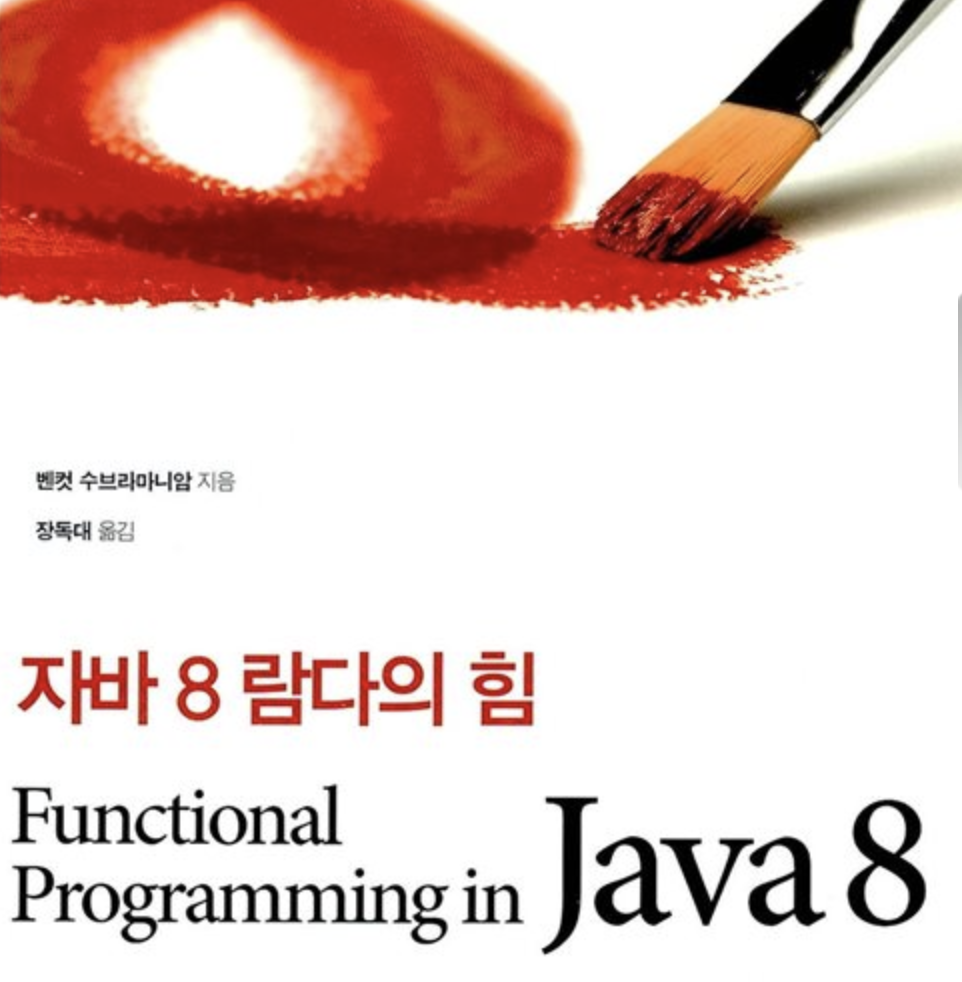 벤컷 수브라마니암 지음
장독대 옮김
자바 8 람다의 힘
Functional
Programming in Java 8